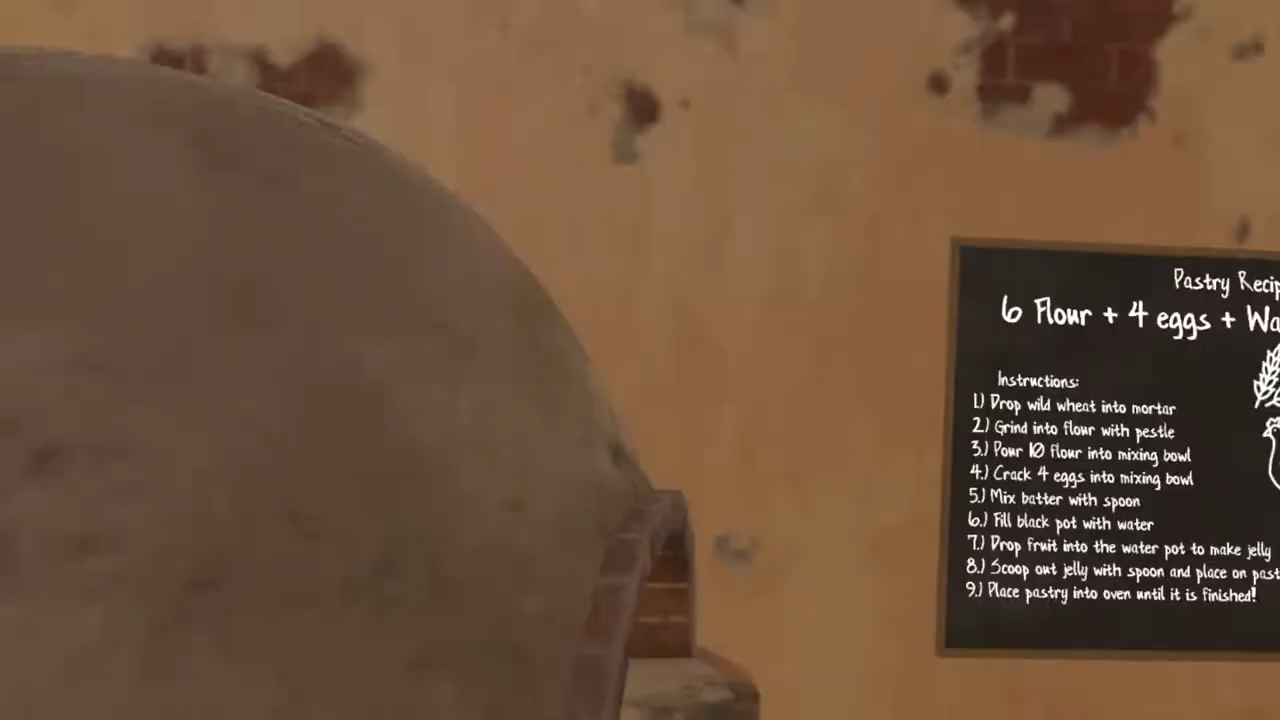 Pastry Recip
6 Flour + 4 eggs + Wa
Instructions:
1.) Drop wild wheat into mortar
2.) Grind into flour with pestle
3.) Pour 10 flour into mixing bowl
4.) Crack 4 eggs into mixing bowl
5.) Mix batter with spoon
6.) Fill black pot with water
7.) Drop fruit into the water pot to make jelly
8.) Scoop out jelly with spoon and place on past
9.) Place pastry into oven until it is finished!